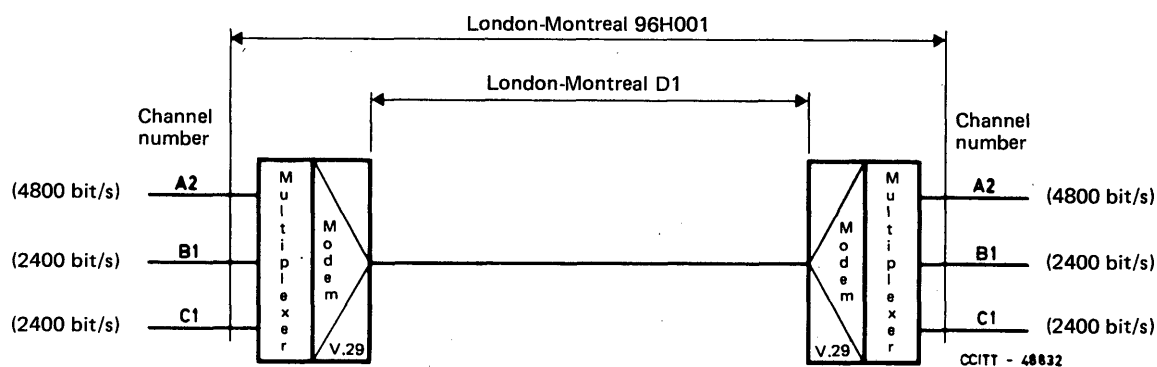 London-Montreal 96H001
London-Montreal D1
Channel
number
Channel
number
(4800 bit/s)
A2
Multiplexer
Modem
Modem
Multiplexer
A2
(4800 bit/s)
(2400 bit/s)
B1
B1
(2400 bit/s)
(2400 bit/s)
C1
C1
(2400 bit/s)
V.29
V.29
CCITT - 48832